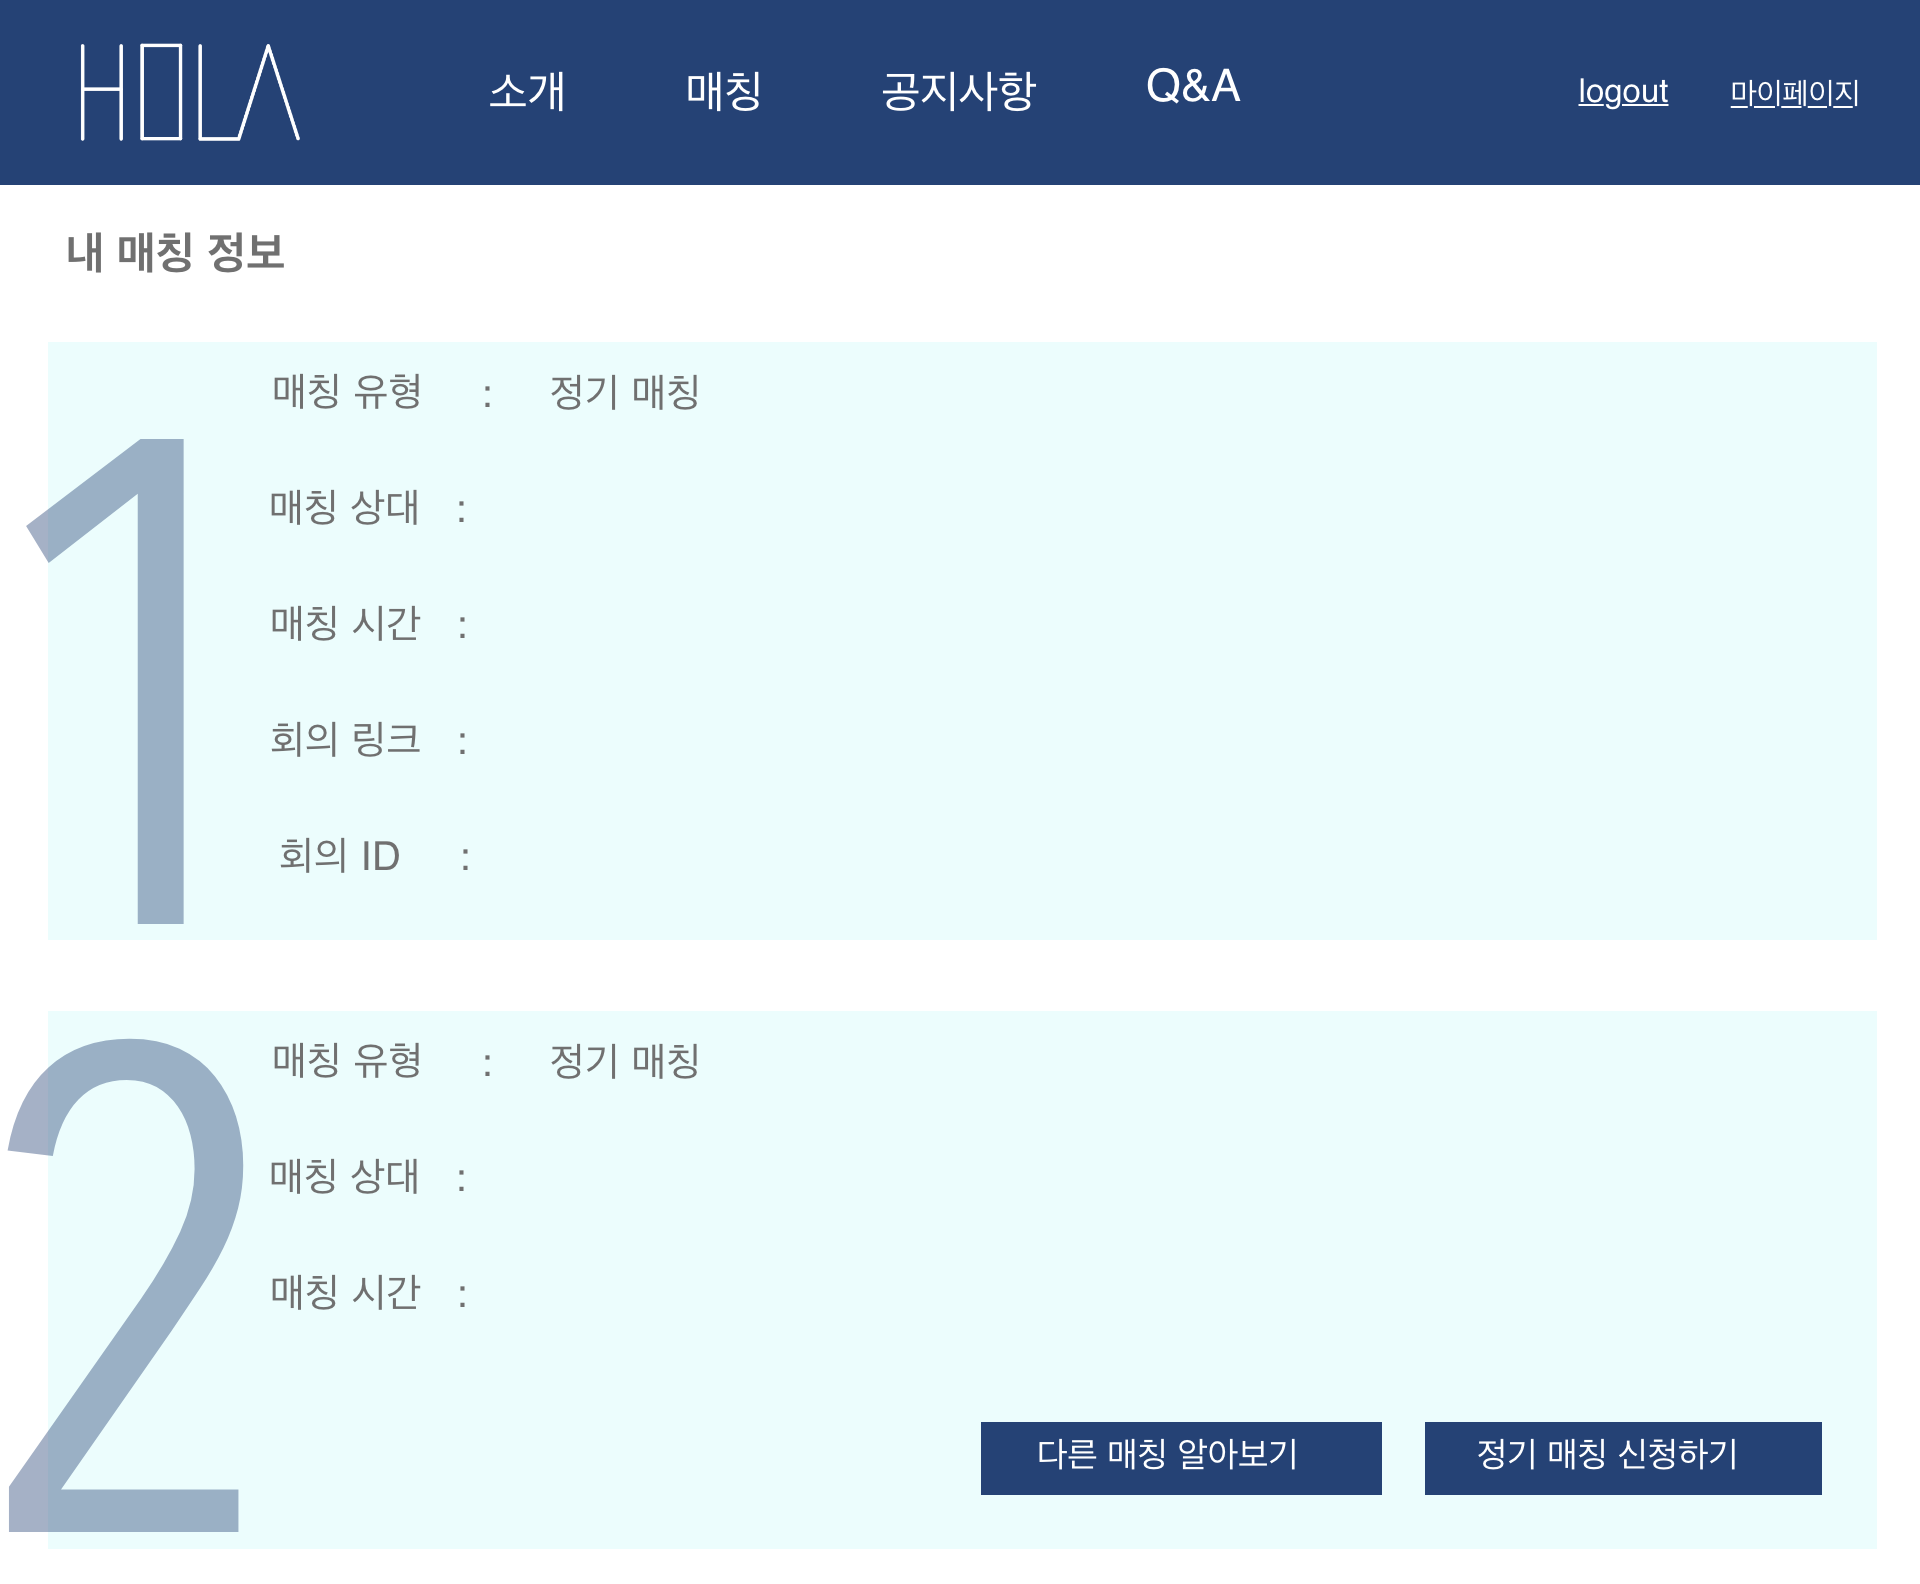 HOLA 소개 매칭 공지사항 Q&A logout 마이페이지
내 매칭 정보
1
매칭 유형 : 정기 매칭
매칭 상대 :
매칭 시간 :
회의 링크 :
회의 ID :
2
매칭 유형 : 정기 매칭
매칭 상대 :
매칭 시간 :
다른 매칭 알아보기 정기 매칭 신청하기